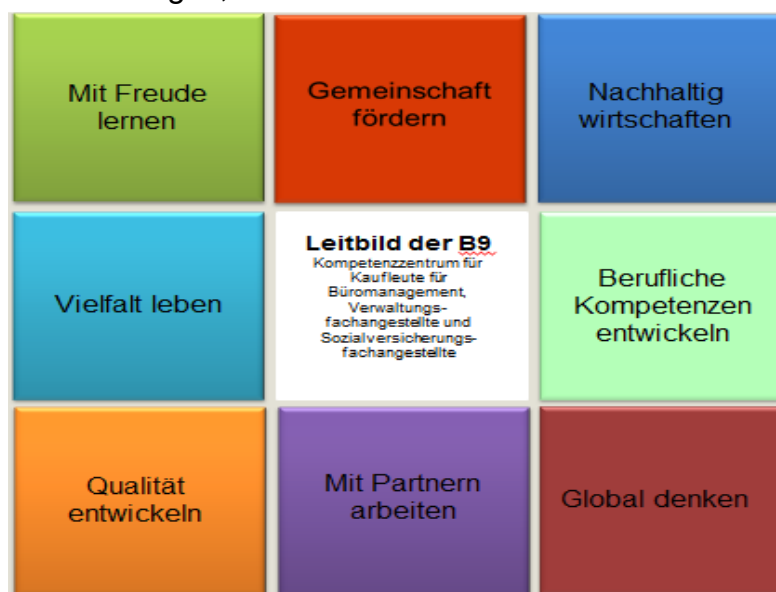 Mit Freude
lernen
Gemeinschaft
fördern
Nachhaltig
wirtschaften
Vielfalt leben
Leitbild der B9
Kompetenzzentrum für
Kaufleute für
Büromanagement,
Verwaltungs-
fachangestellte und
Sozialversicherungs-
fachangestellte
Berufliche
Kompetenzen
entwickeln
Qualität
entwickeln
Mit Partnern
arbeiten
Global denken